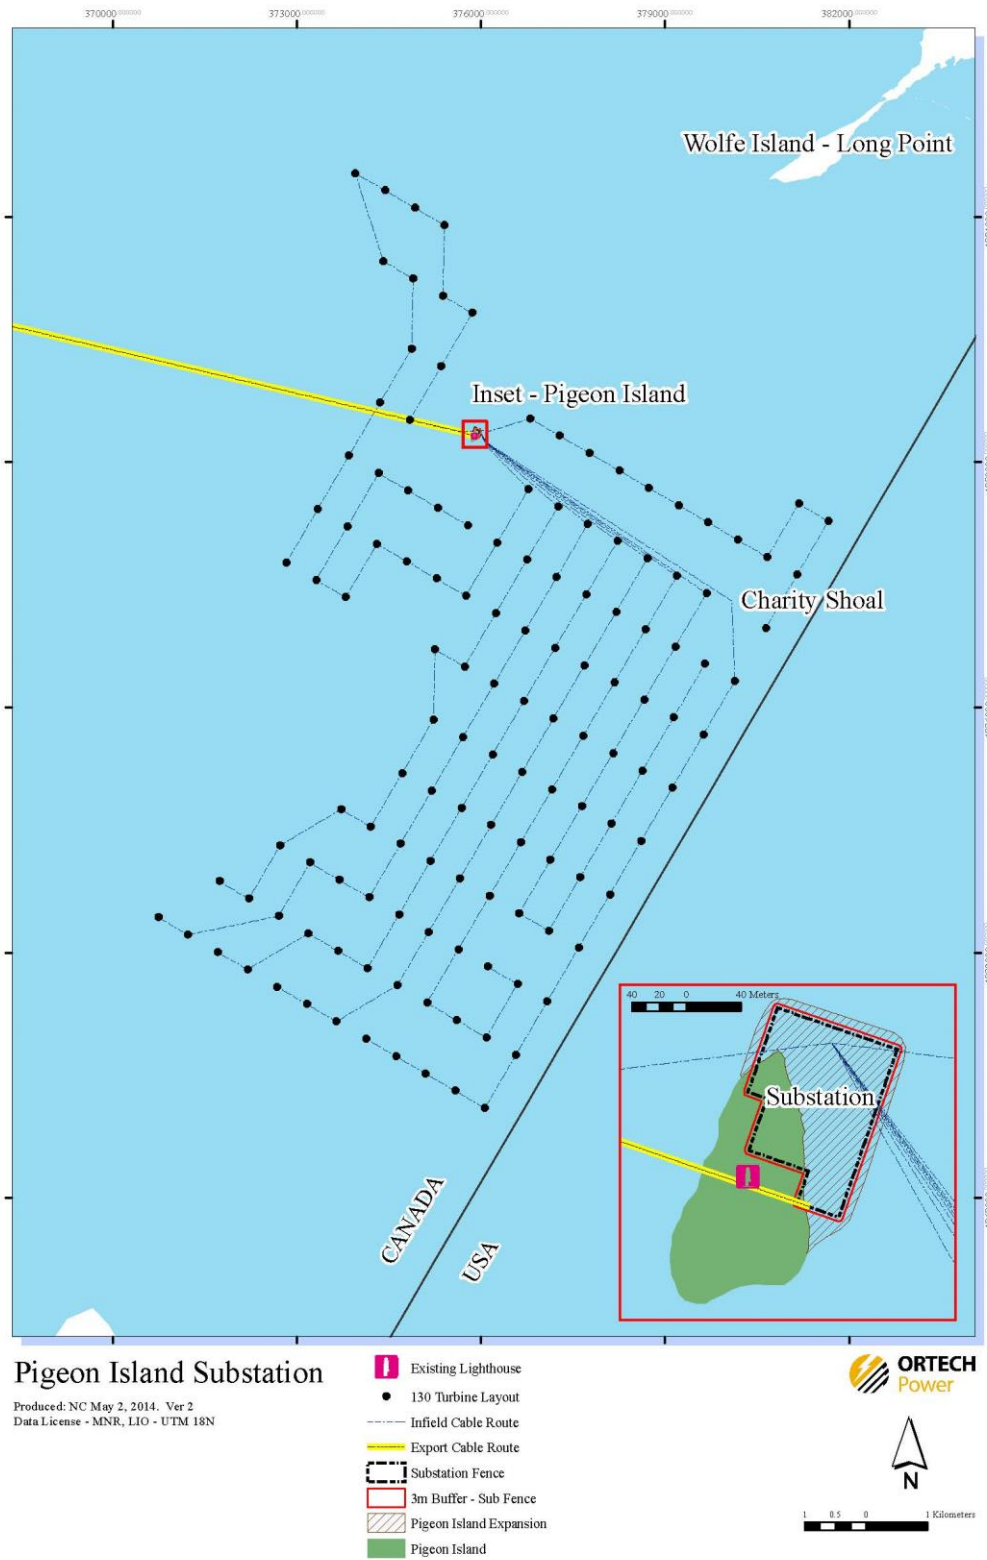 370000
373000
376000
379000
382000
Wolfe Island - Long Point
Inset - Pigeon Island
Charity Shoal
40 20 0 40 Meters
Substation
CANADA
USA
Pigeon Island Substation
Produced: NC May 2, 2014. Ver 2
Data License - MNR, LIO - UTM 18N
Existing Lighthouse
130 Turbine Layout
Infield Cable Route
Export Cable Route
Substation Fence
3m Buffer - Sub Fence
Pigeon Island Expansion
Pigeon Island
ORTECH
Power
N
1 0.5 0 1 Kilometers